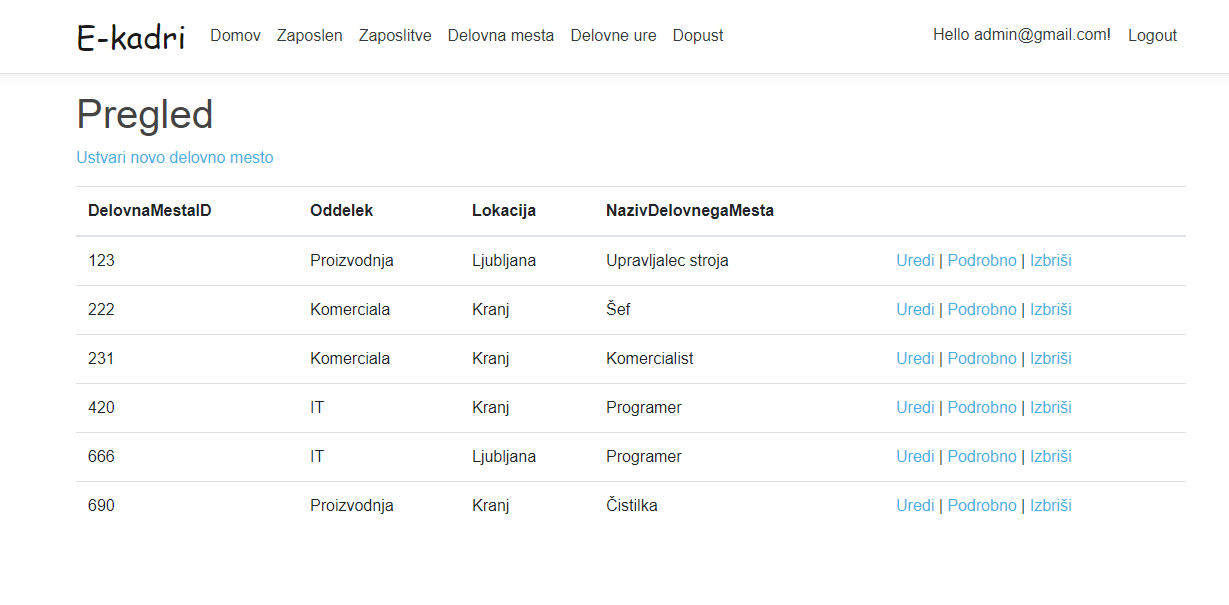 E-kadri Domov Zaposlen Zaposlitve Delovna mesta Delovne ure Dopust Hello admin@gmail.com! Logout
Pregled
Ustvari novo delovno mesto
DelovnaMestaID Oddelek Lokacija NazivDelovnegaMesta
123 Proizvodnja Ljubljana Upravljalec stroja Uredi | Podrobno | Izbriši
222 Komerciala Kranj Šef Uredi | Podrobno | Izbriši
231 Komerciala Kranj Komercialist Uredi | Podrobno | Izbriši
420 IT Kranj Programer Uredi | Podrobno | Izbriši
666 IT Ljubljana Programer Uredi | Podrobno | Izbriši
690 Proizvodnja Kranj Čistilka Uredi | Podrobno | Izbriši